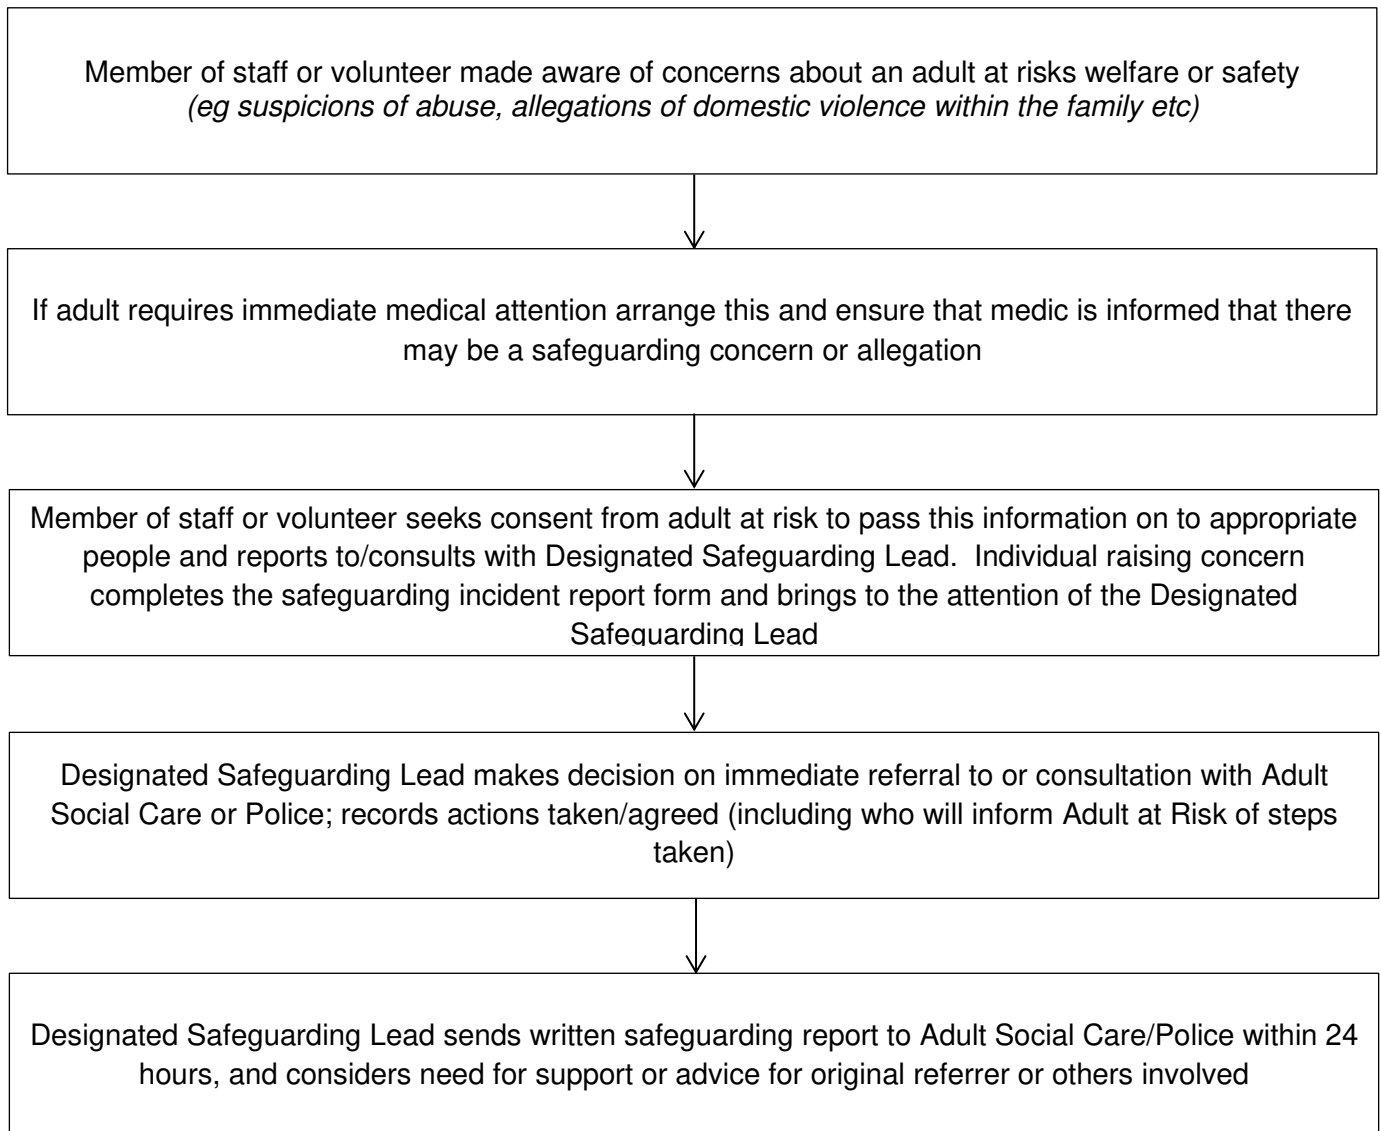 Member of staff or volunteer made aware of concerns about an adult at risks welfare or safety
(eg suspicions of abuse, allegations of domestic violence within the family etc)
If adult requires immediate medical attention arrange this and ensure that medic is informed that there
may be a safeguarding concern or allegation
Member of staff or volunteer seeks consent from adult at risk to pass this information on to appropriate
people and reports to/consults with Designated Safeguarding Lead.  Individual raising concern
completes the safeguarding incident report form and brings to the attention of the Designated
Safeguarding Lead
Designated Safeguarding Lead makes decision on immediate referral to or consultation with Adult
Social Care or Police; records actions taken/agreed (including who will inform Adult at Risk of steps
taken)
Designated Safeguarding Lead sends written safeguarding report to Adult Social Care/Police within 24
hours, and considers need for support or advice for original referrer or others involved